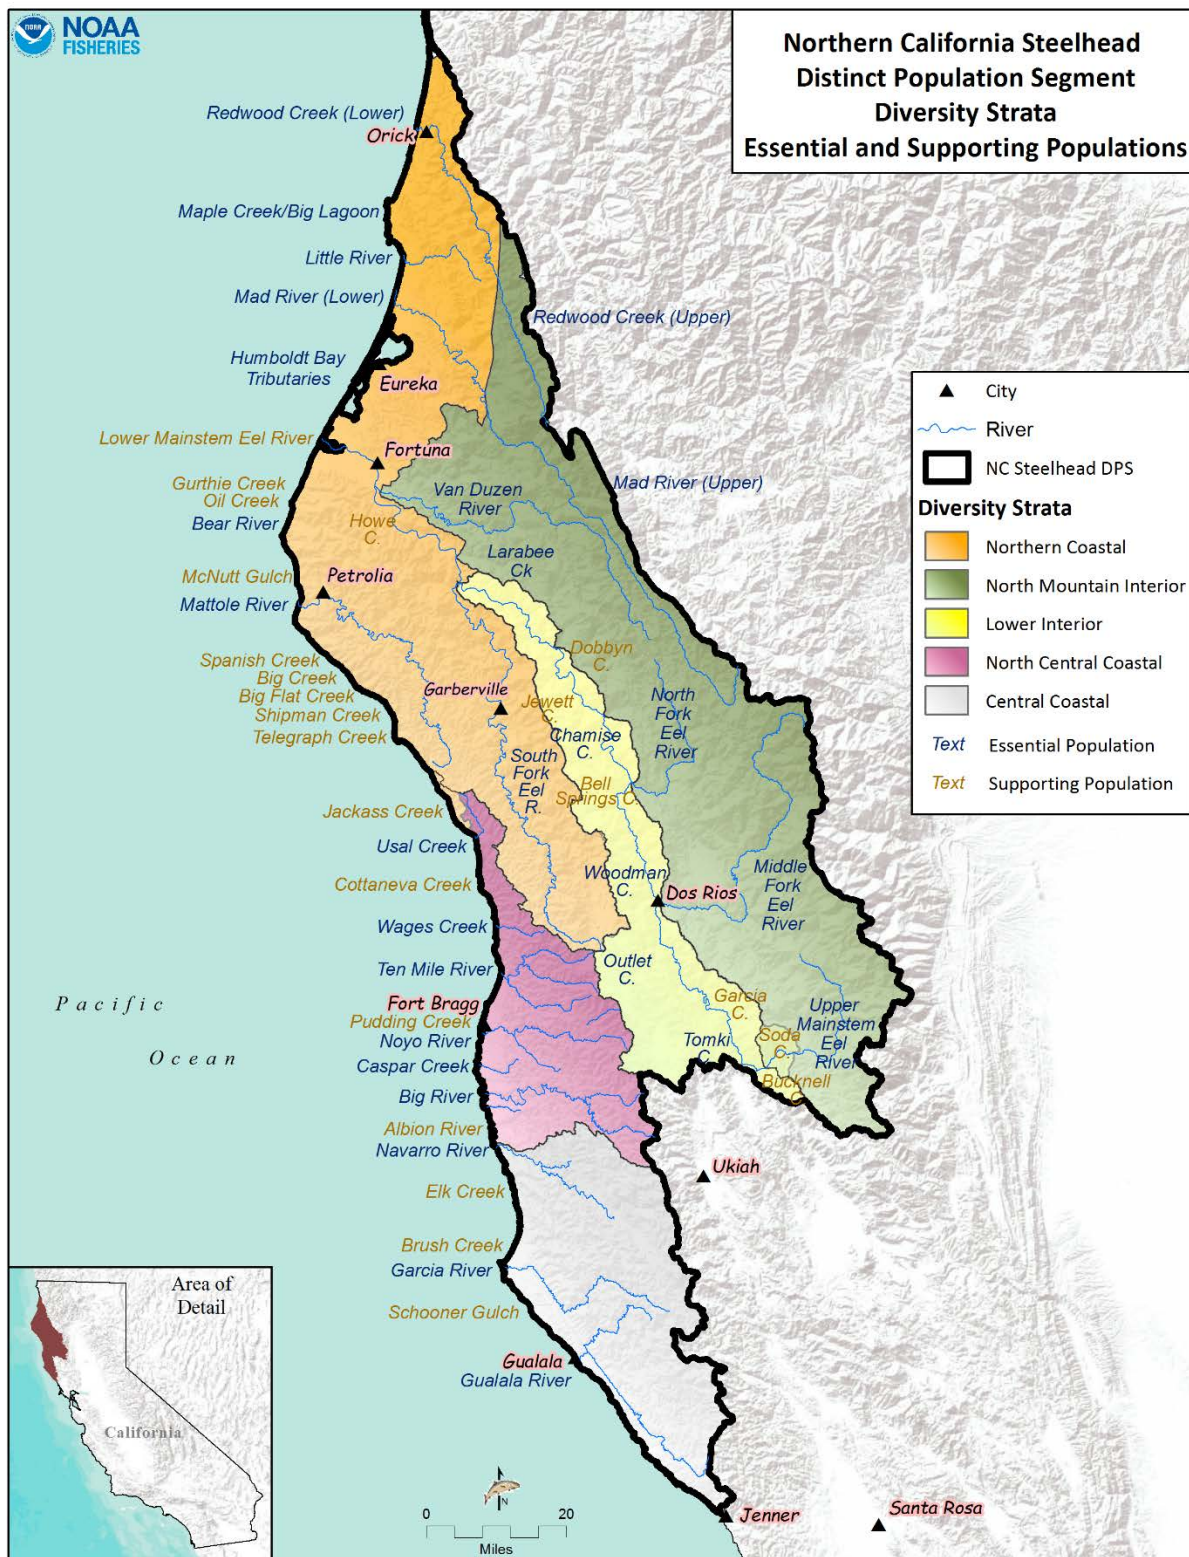 NOAA
NOAA
FISHERIES
Northern California Steelhead
Distinct Population Segment
Diversity Strata
Essential and Supporting Populations
Redwood Creek (Lower)
Orick
Maple Creek/Big Lagoon
Little River
Mad River (Lower)
Redwood Creek (Upper)
Humboldt Bay
Tributaries
Eureka
Lower Mainstem Eel River
Fortuna
Gurthie Creek
Oil Creek
Bear River
Howe
C.
Van Duzen
River
Mad River (Upper)
Larabee
Ck
McNutt Gulch
Petrolia
Mattole River
Spanish Creek
Big Creek
Big Flat Creek
Shipman Creek
Telegraph Creek
Garberville
Dobbyn
C.
Jewett
C.
Chamise
C.
North
Fork
Eel
River
South
Fork
Eel
R.
Bell
Springs C.
Jackass Creek
Usal Creek
Cottaneva Creek
Woodman
C.
Dos Rios
Middle
Fork
Eel
River
Wages Creek
Ten Mile River
Outlet
C.
Fort Bragg
Pudding Creek
Noyo River
Caspar Creek
Big River
Albion River
Navarro River
Garcia
C.
Tomki
C.
Soda
C.
Upper
Mainstem
Eel
River
Bucknell
C.
Ukiah
Elk Creek
Brush Creek
Garcia River
Schooner Gulch
Gualala
Gualala River
Jenner
Santa Rosa
Pacific
Ocean
City
River
NC Steelhead DPS
Diversity Strata
Northern Coastal
North Mountain Interior
Lower Interior
North Central Coastal
Central Coastal
Text Essential Population
Text Supporting Population
Area of
Detail
California
N
0 20
Miles